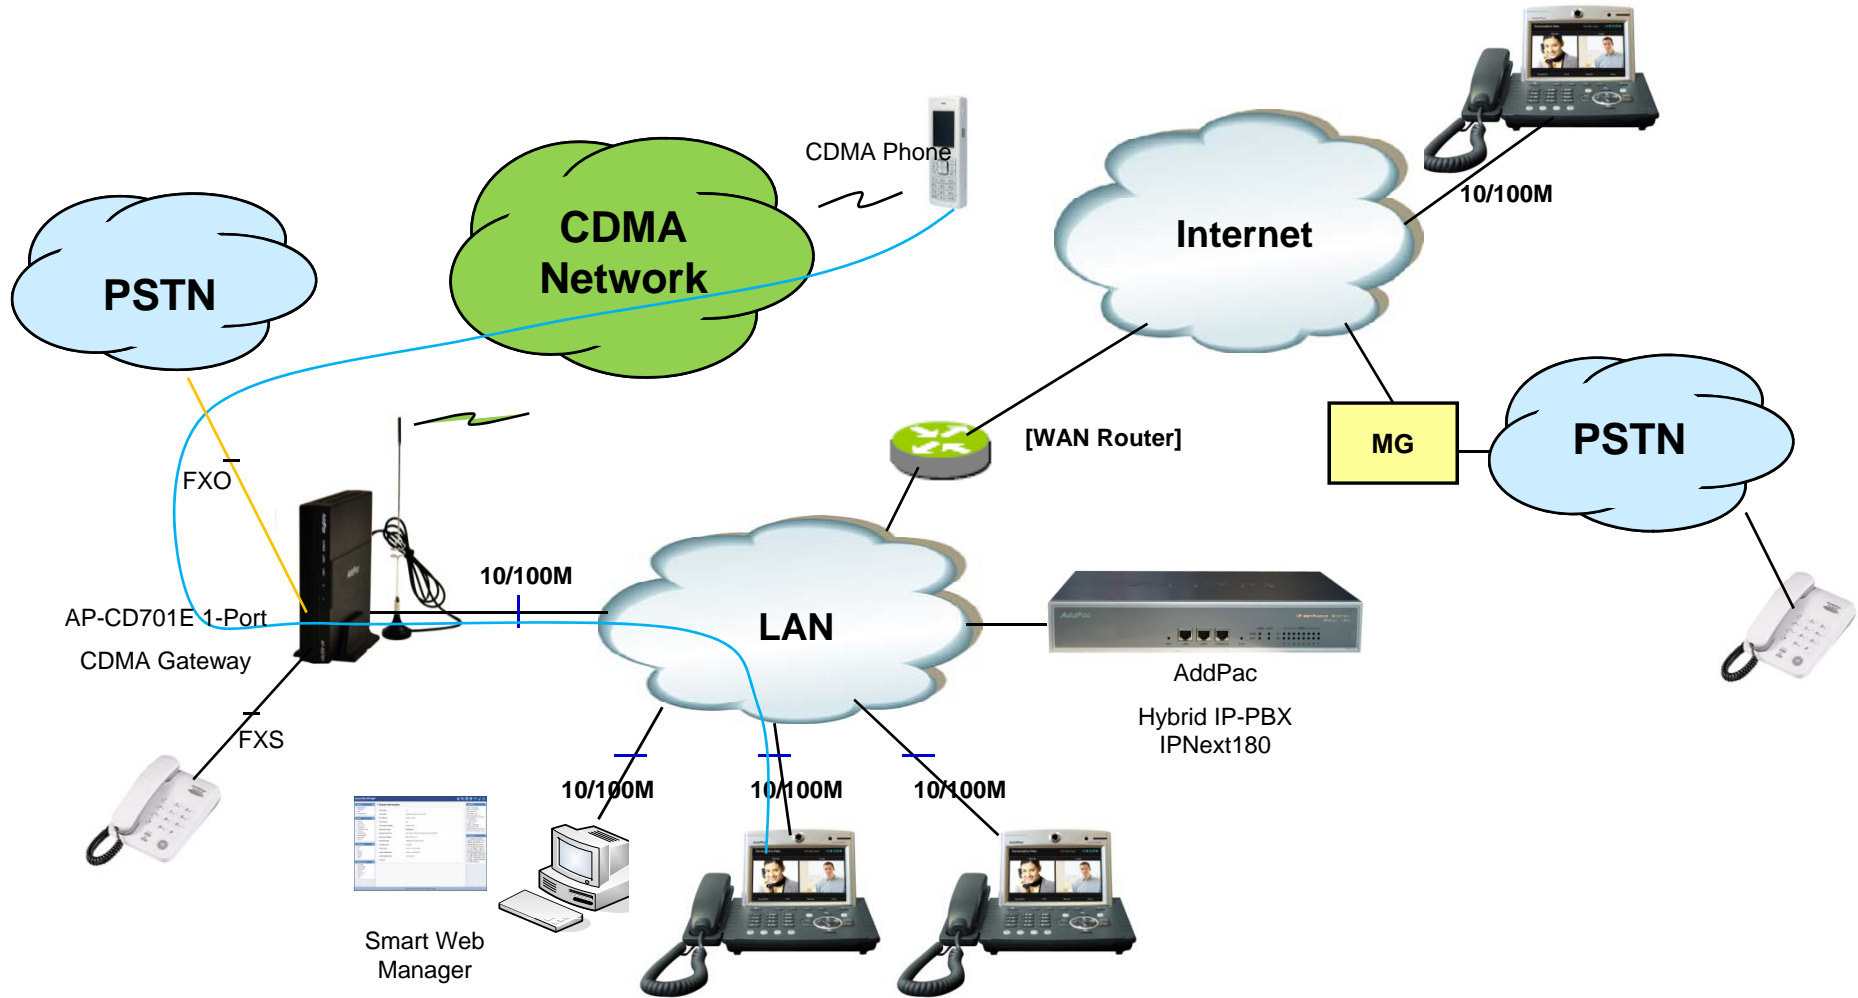 CDMA Phone
10/100M
CDMA
Network
Internet
PSTN
[WAN Router]
MG
PSTN
FXO
10/100M
AP-CD701E 1-Port
CDMA Gateway
LAN
AddPac
AddPac
Hybrid IP-PBX
IPNext180
FXS
10/100M
10/100M
10/100M
Smart Web
Manager